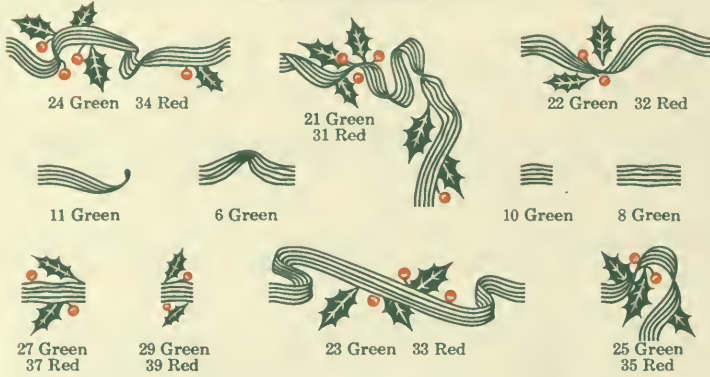 24 Green 34 Red
21 Green
31 Red
22 Green 32 Red
11 Green
6 Green
10 Green
8 Green
27 Green
37 Red
29 Green
39 Red
23 Green 33 Red
25 Green
35 Red